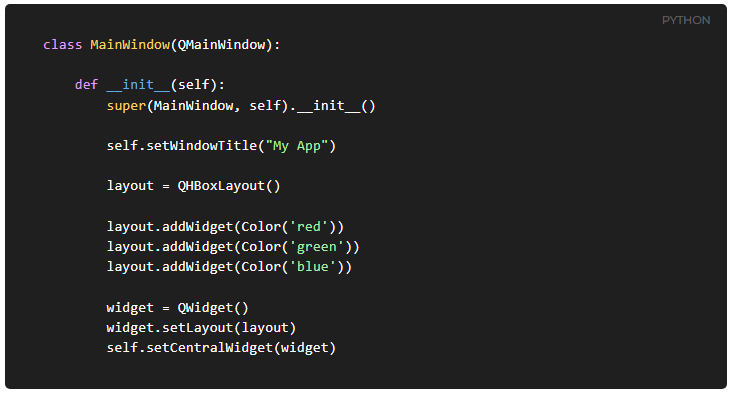 PYTHON
class MainWindow(QMainWindow):
    def __init__(self):
        super(MainWindow, self).__init__()
        self.setWindowTitle("My App")
        layout = QHBoxLayout()
        layout.addWidget(Color('red'))
        layout.addWidget(Color('green'))
        layout.addWidget(Color('blue'))
        widget = QWidget()
        widget.setLayout(layout)
        self.setCentralWidget(widget)